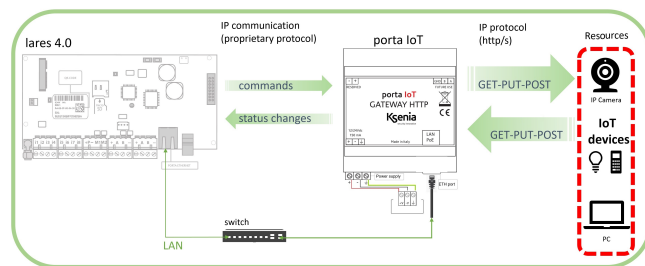 IP communication
(proprietary protocol)
IP protocol
(http/s)
lares 4.0
porta IoT
Resources
commands
status changes
porta IoT
GATEWAY HTTP
Ksenia
LAN
PoE
Made in Italy
GET-PUT-POST
GET-PUT-POST
IP Camera
IoT
devices
PC
Power supply
ETH port
switch
LAN